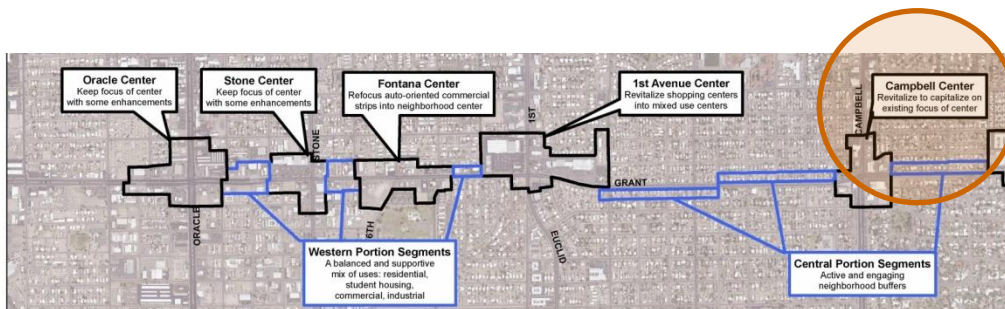 Oracle Center
Keep focus of center
with some enhancements
Stone Center
Keep focus of center
with some enhancements
Fontana Center
Refocus auto-oriented commercial
strips into neighborhood center
1st Avenue Center
Revitalize shopping centers
into mixed use centers
Campbell Center
Revitalize to capitalize on
existing focus of center
1ST
CAMPBELL
STONE
GRANT
ORACLE
6TH
EUCLID
Western Portion Segments
A balanced and supportive
mix of uses: residential,
student housing,
commercial, industrial
Central Portion Segments
Active and engaging
neighborhood buffers